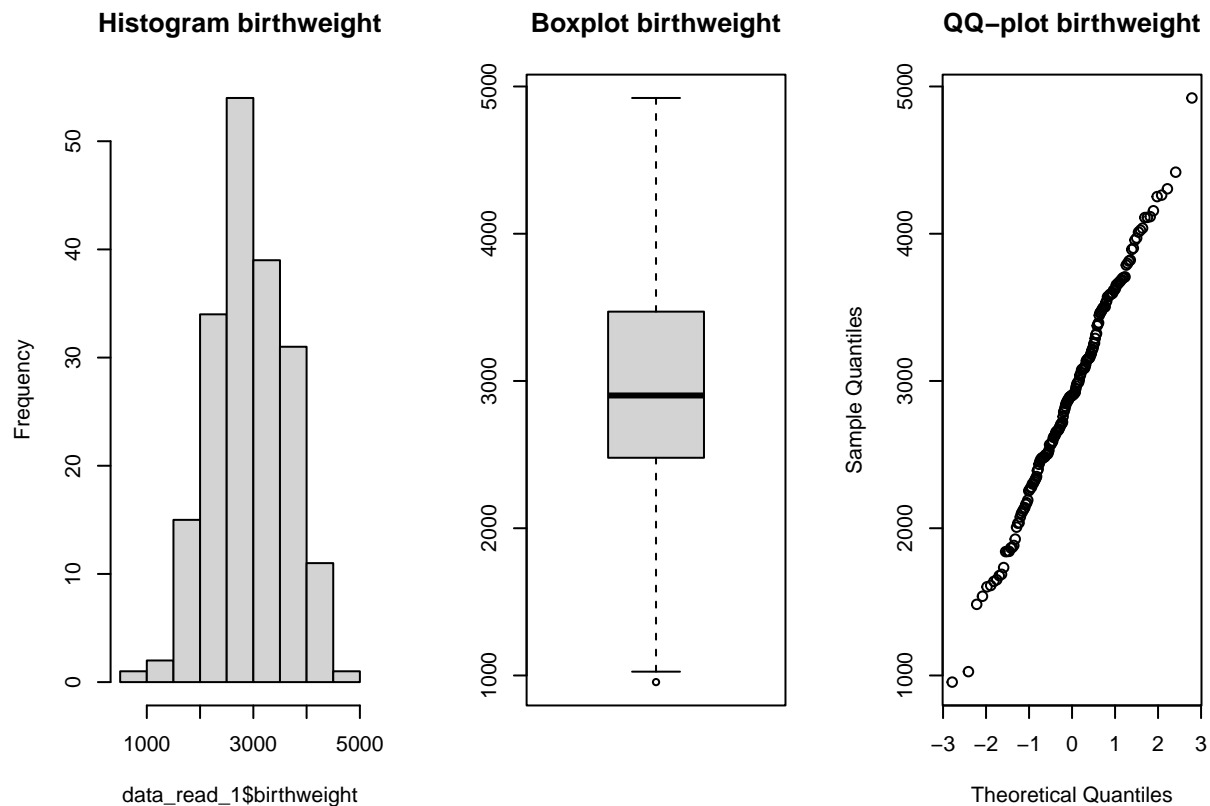 Histogram birthweight
Frequency
0
10
20
30
40
50
1000
3000
5000
data_read_1$birthweight
Boxplot birthweight
1000
2000
3000
4000
5000
QQ−plot birthweight
Sample Quantiles
1000
2000
3000
4000
5000
−3 −2 −1 0 1 2 3
Theoretical Quantiles